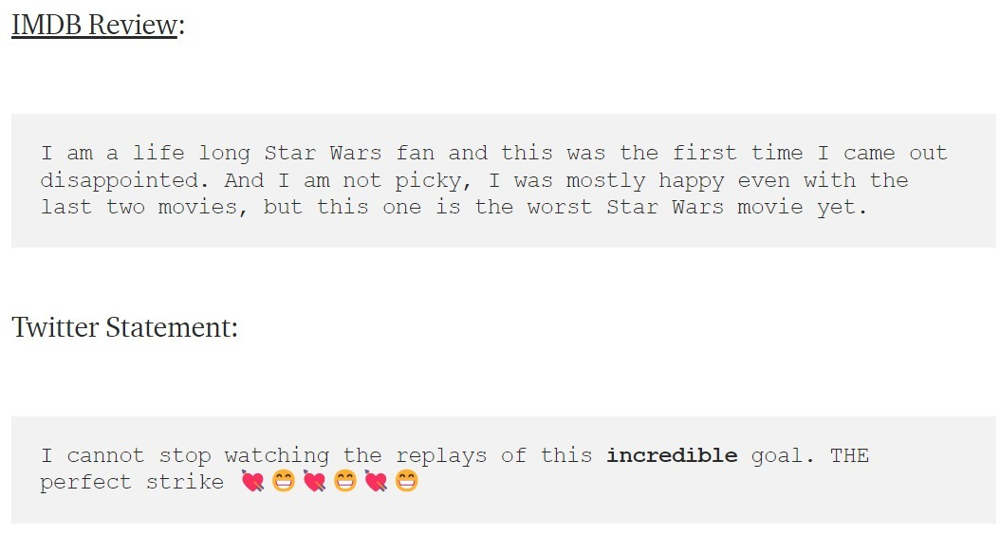 IMDB Review:
I am a life long Star Wars fan and this was the first time I came out
disappointed. And I am not picky, I was mostly happy even with the
last two movies, but this one is the worst Star Wars movie yet.
Twitter Statement:
I cannot stop watching the replays of this incredible goal. THE
perfect strike 💘😁💘😁💘😁